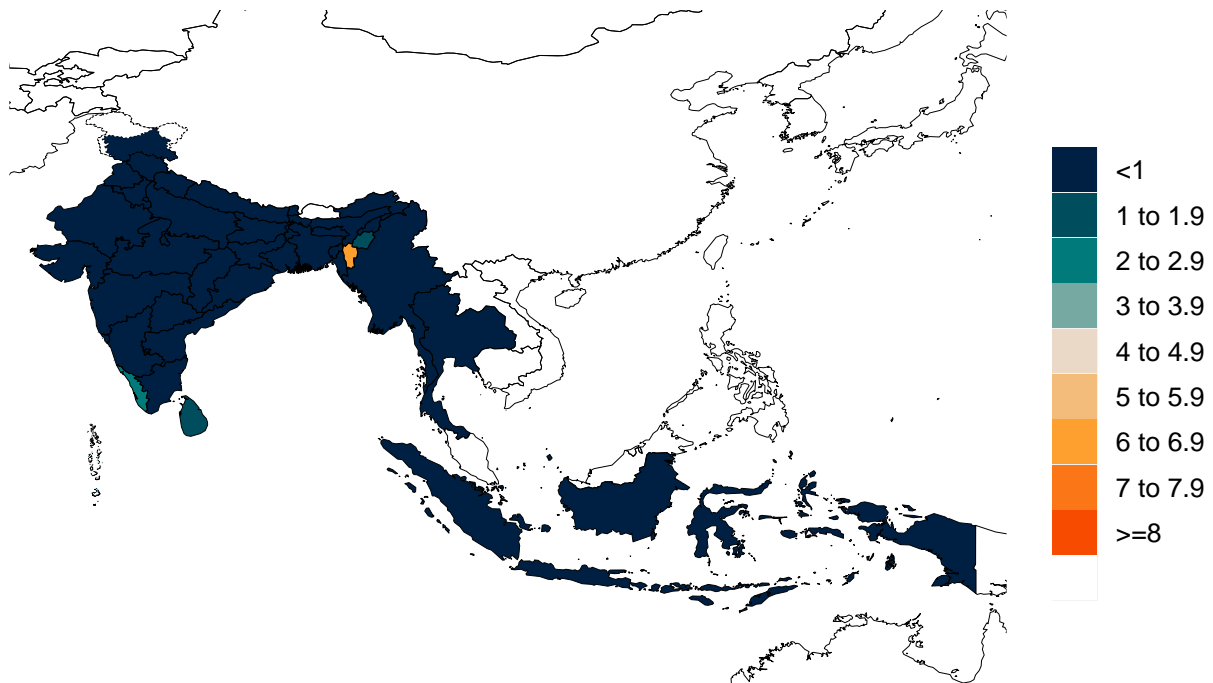 <1
1 to 1.9
2 to 2.9
3 to 3.9
4 to 4.9
5 to 5.9
6 to 6.9
7 to 7.9
>=8